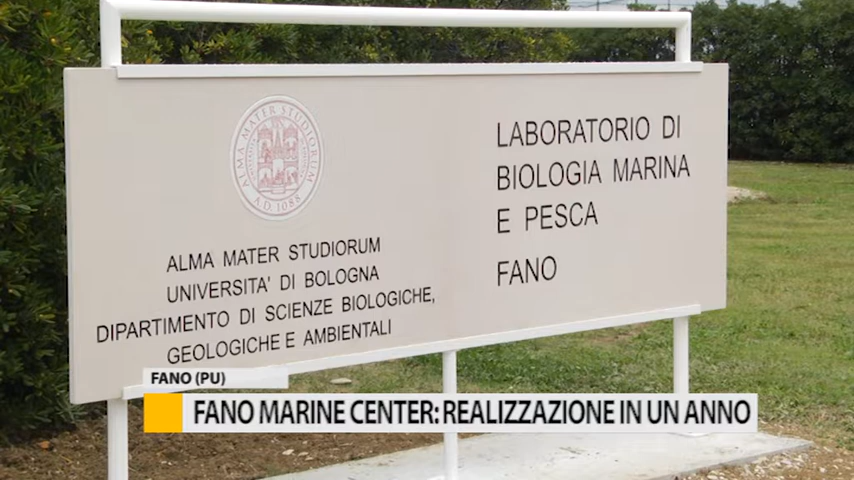 ALMA MATER STUDIORUM
A.D. 1088
ALMA MATER STUDIORUM
UNIVERSITA' DI BOLOGNA
DIPARTIMENTO DI SCIENZE BIOLOGICHE,
GEOLOGICHE E AMBIENTALI
LABORATORIO DI
BIOLOGIA MARINA
E PESCA
FANO
FANO (PU)
FANO MARINE CENTER: REALIZZAZIONE IN UN ANNO